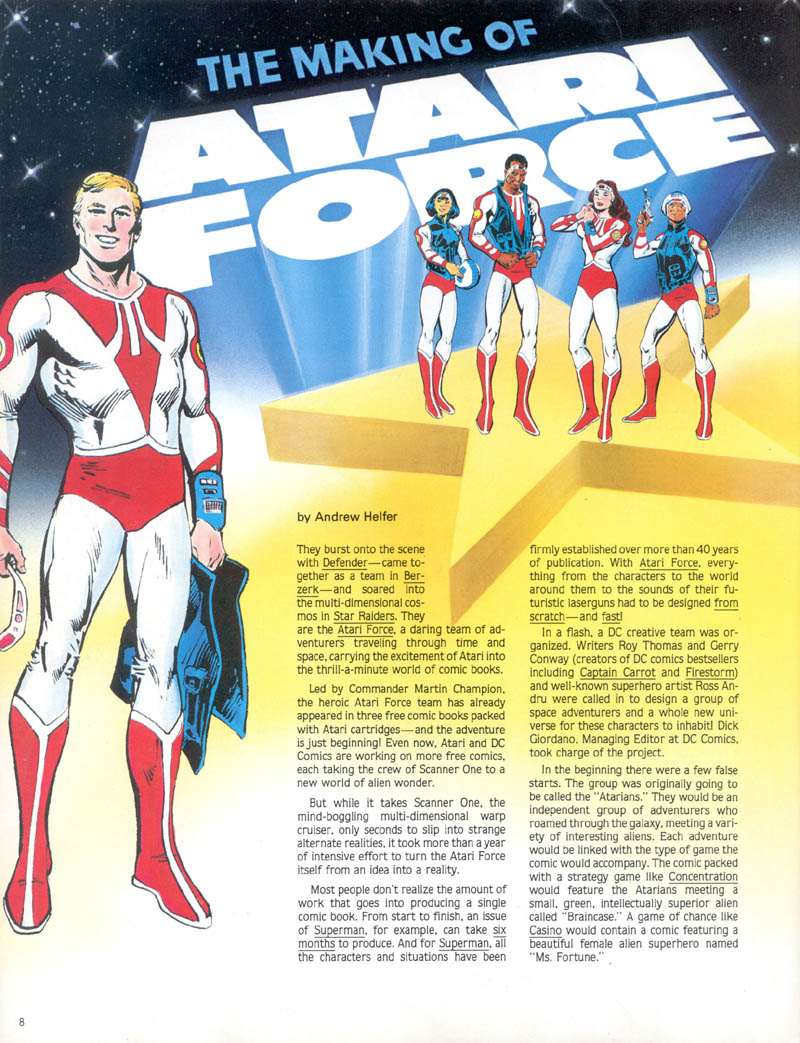 THE MAKING OF
ATARI
FORCE
by Andrew Helfer
They burst onto the scene
with Defender—came to-
gether as a team in Ber-
zerk—and soared into
the multi-dimensional cos-
mos in Star Raiders. They
are the Atari Force, a daring team of ad-
venturers traveling through time and
space, carrying the excitement of Atari into
the thrill-a-minute world of comic books.
Led by Commander Martin Champion,
the heroic Atari Force team has already
appeared in three free comic books packed
with Atari cartridges—and the adventure
is just beginning! Even now, Atari and DC
Comics are working on more free comics,
each taking the crew of Scanner One to a
new world of alien wonder.
But while it takes Scanner One, the
mind-boggling multi-dimensional warp
cruiser, only seconds to slip into strange
alternate realities, it took more than a year
of intensive effort to turn the Atari Force
itself from an idea into a reality.
Most people don't realize the amount of
work that goes into producing a single
comic book. From start to finish, an issue
of Superman, for example, can take six
months to produce. And for Superman, all
the characters and situations have been
firmly established over more than 40 years
of publication. With Atari Force, every-
thing from the characters to the world
around them to the sounds of their fu-
turistic laserguns had to be designed from
scratch—and fast!
In a flash, a DC creative team was or-
ganized. Writers Roy Thomas and Gerry
Conway (creators of DC comics bestsellers
including Captain Carrot and Firestorm)
and well-known superhero artist Ross An-
dru were called in to design a group of
space adventurers and a whole new uni-
verse for these characters to inhabit! Dick
Giordano, Managing Editor at DC Comics,
took charge of the project.
In the beginning there were a few false
starts. The group was originally going to
be called the "Atarians." They would be an
independent group of adventurers who
roamed through the galaxy, meeting a vari-
ety of interesting aliens. Each adventure
would be linked with the type of game the
comic would accompany. The comic packed
with a strategy game like Concentration
would feature the Atarians meeting a
small, green, intellectually superior alien
called "Braincase." A game of chance like
Casino would contain a comic featuring a
beautiful female alien superhero named
"Ms. Fortune."
8